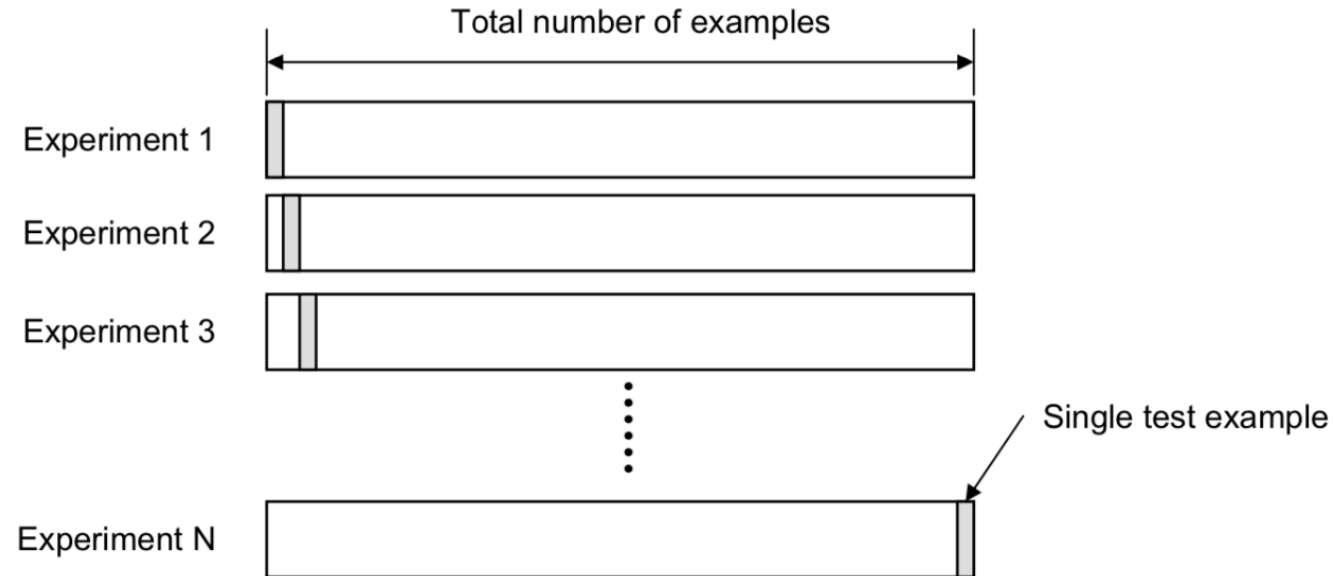 Total number of examples
Experiment 1
Experiment 2
Experiment 3
Single test example
Experiment N